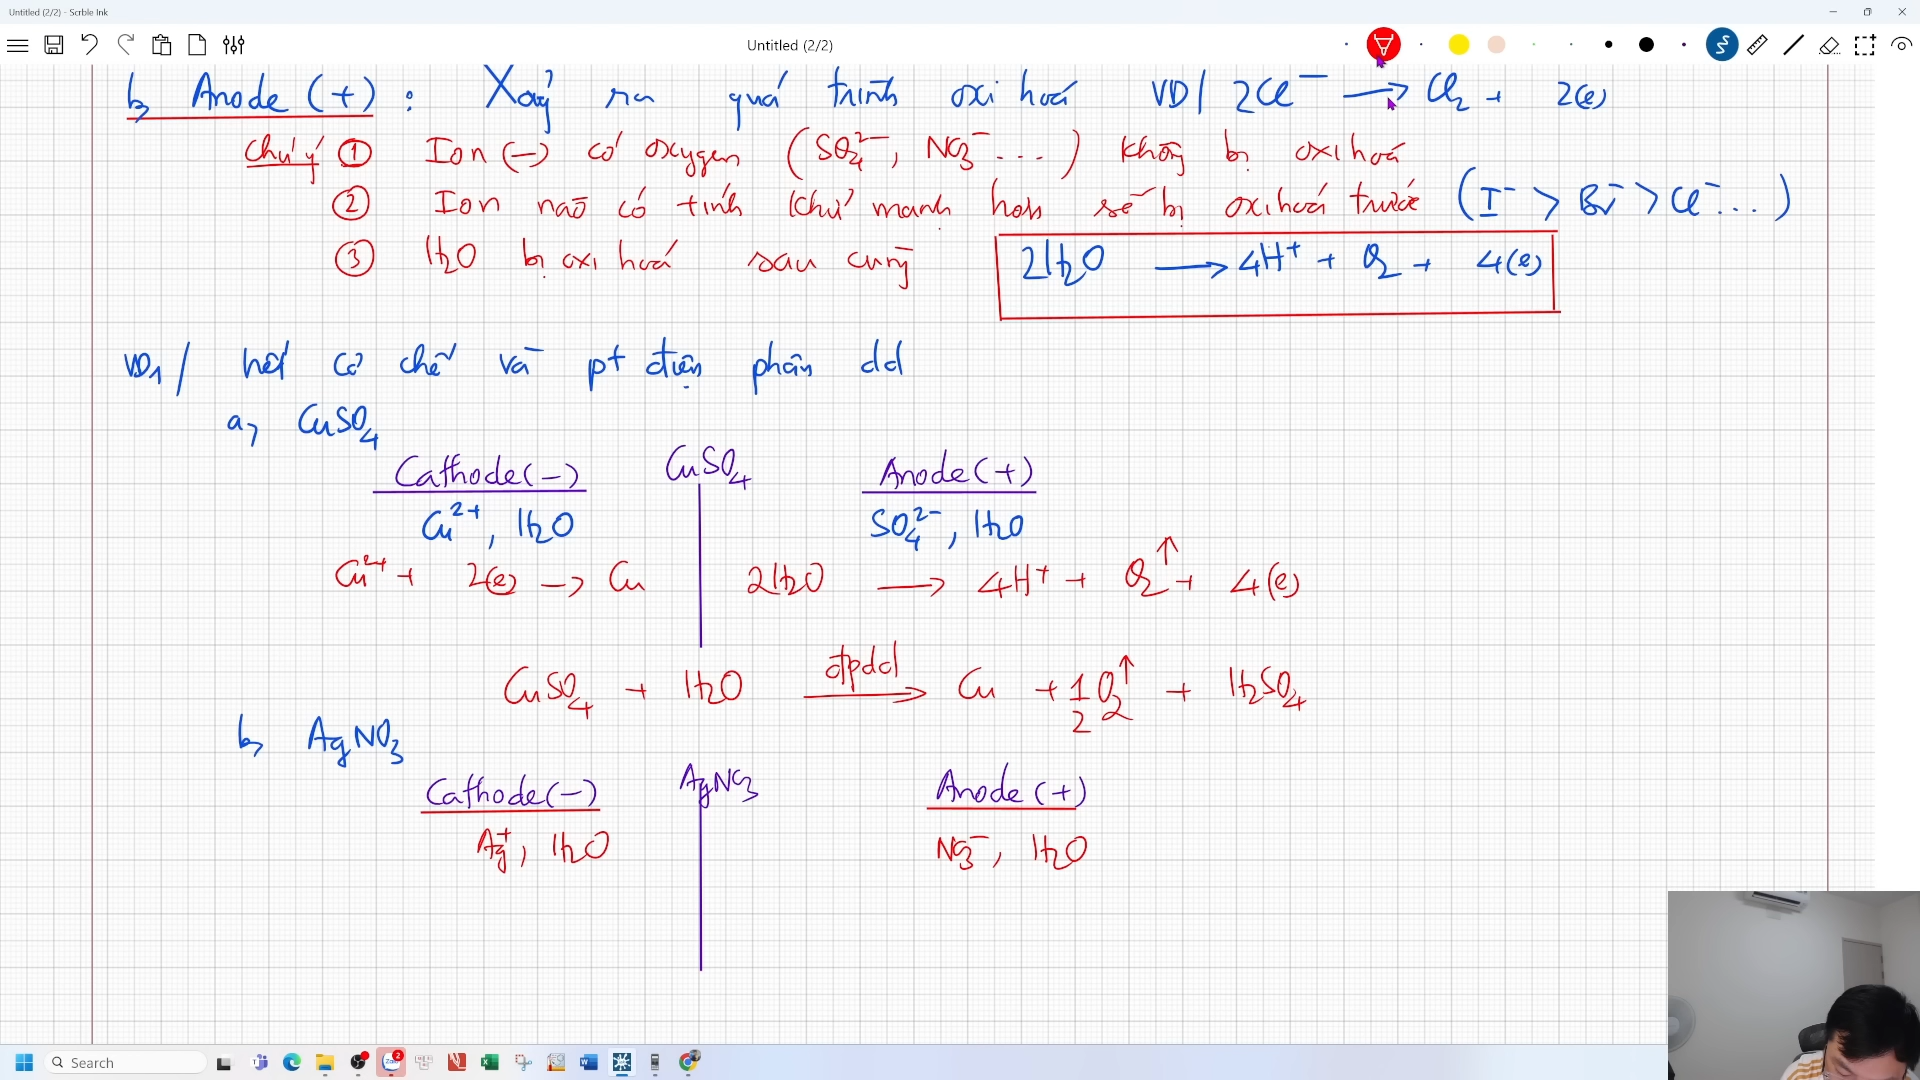 Untitled (2/2) - Scrble Ink
Untitled (2/2)
b, Anode (+) : Xảy ra quá trình oxi hoá VD/ 2Cl⁻ → Cl₂ + 2(e)
Chú ý ① Ion (−) có oxygen (SO₄²⁻, NO₃⁻ ...) không bị oxi hoá
② Ion nào có tính khử mạnh hơn sẽ bị oxi hoá trước (I⁻ > Br⁻ > Cl⁻ ...)
③ H₂O bị oxi hoá sau cùng 2H₂O → 4H⁺ + O₂ + 4(e)
VD₁/ cơ chế và pt điện phân dd
a, CuSO₄
Cathode(−) CuSO₄ Anode(+)
Cu²⁺, H₂O SO₄²⁻, H₂O
Cu²⁺ + 2(e) → Cu 2H₂O → 4H⁺ + O₂↑ + 4(e)
CuSO₄ + H₂O đpdd → Cu + 1/2 O₂↑ + H₂SO₄
b, AgNO₃
Cathode(−) AgNO₃ Anode(+)
Ag⁺, H₂O NO₃⁻, H₂O
Search